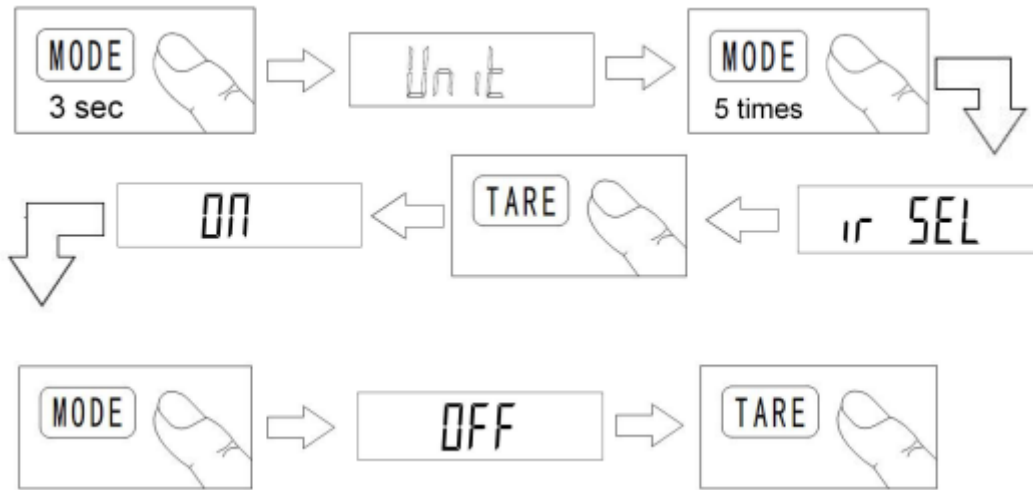 MODE
3 sec
Unit
MODE
5 times
ir SEL
TARE
ON
MODE
OFF
TARE